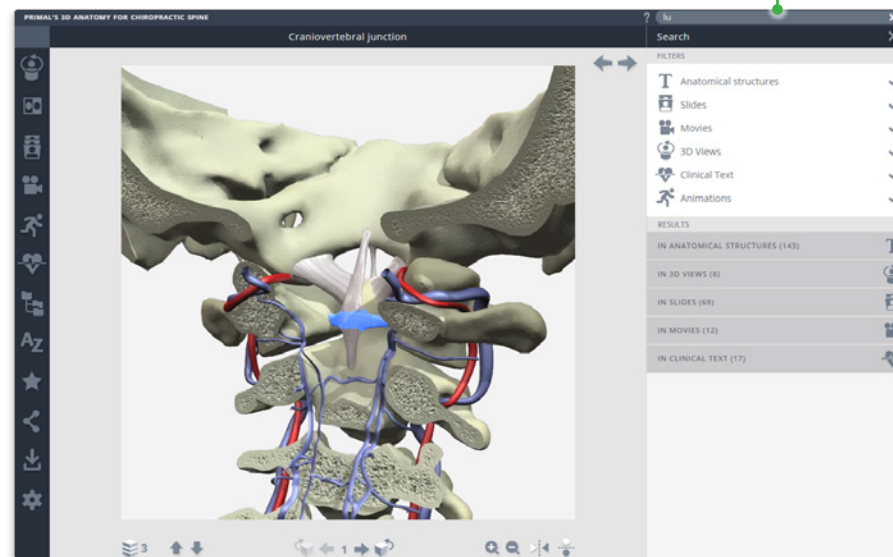 PRIMAL'S 3D ANATOMY FOR CHIROPRACTIC SPINE
? lu
Craniovertebral junction
Search
FILTERS
T Anatomical structures
Slides
Movies
3D Views
Clinical Text
Animations
RESULTS
IN ANATOMICAL STRUCTURES (143) T
IN 3D VIEWS (8)
IN SLIDES (69)
IN MOVIES (12)
IN CLINICAL TEXT (17)
AZ
3
1